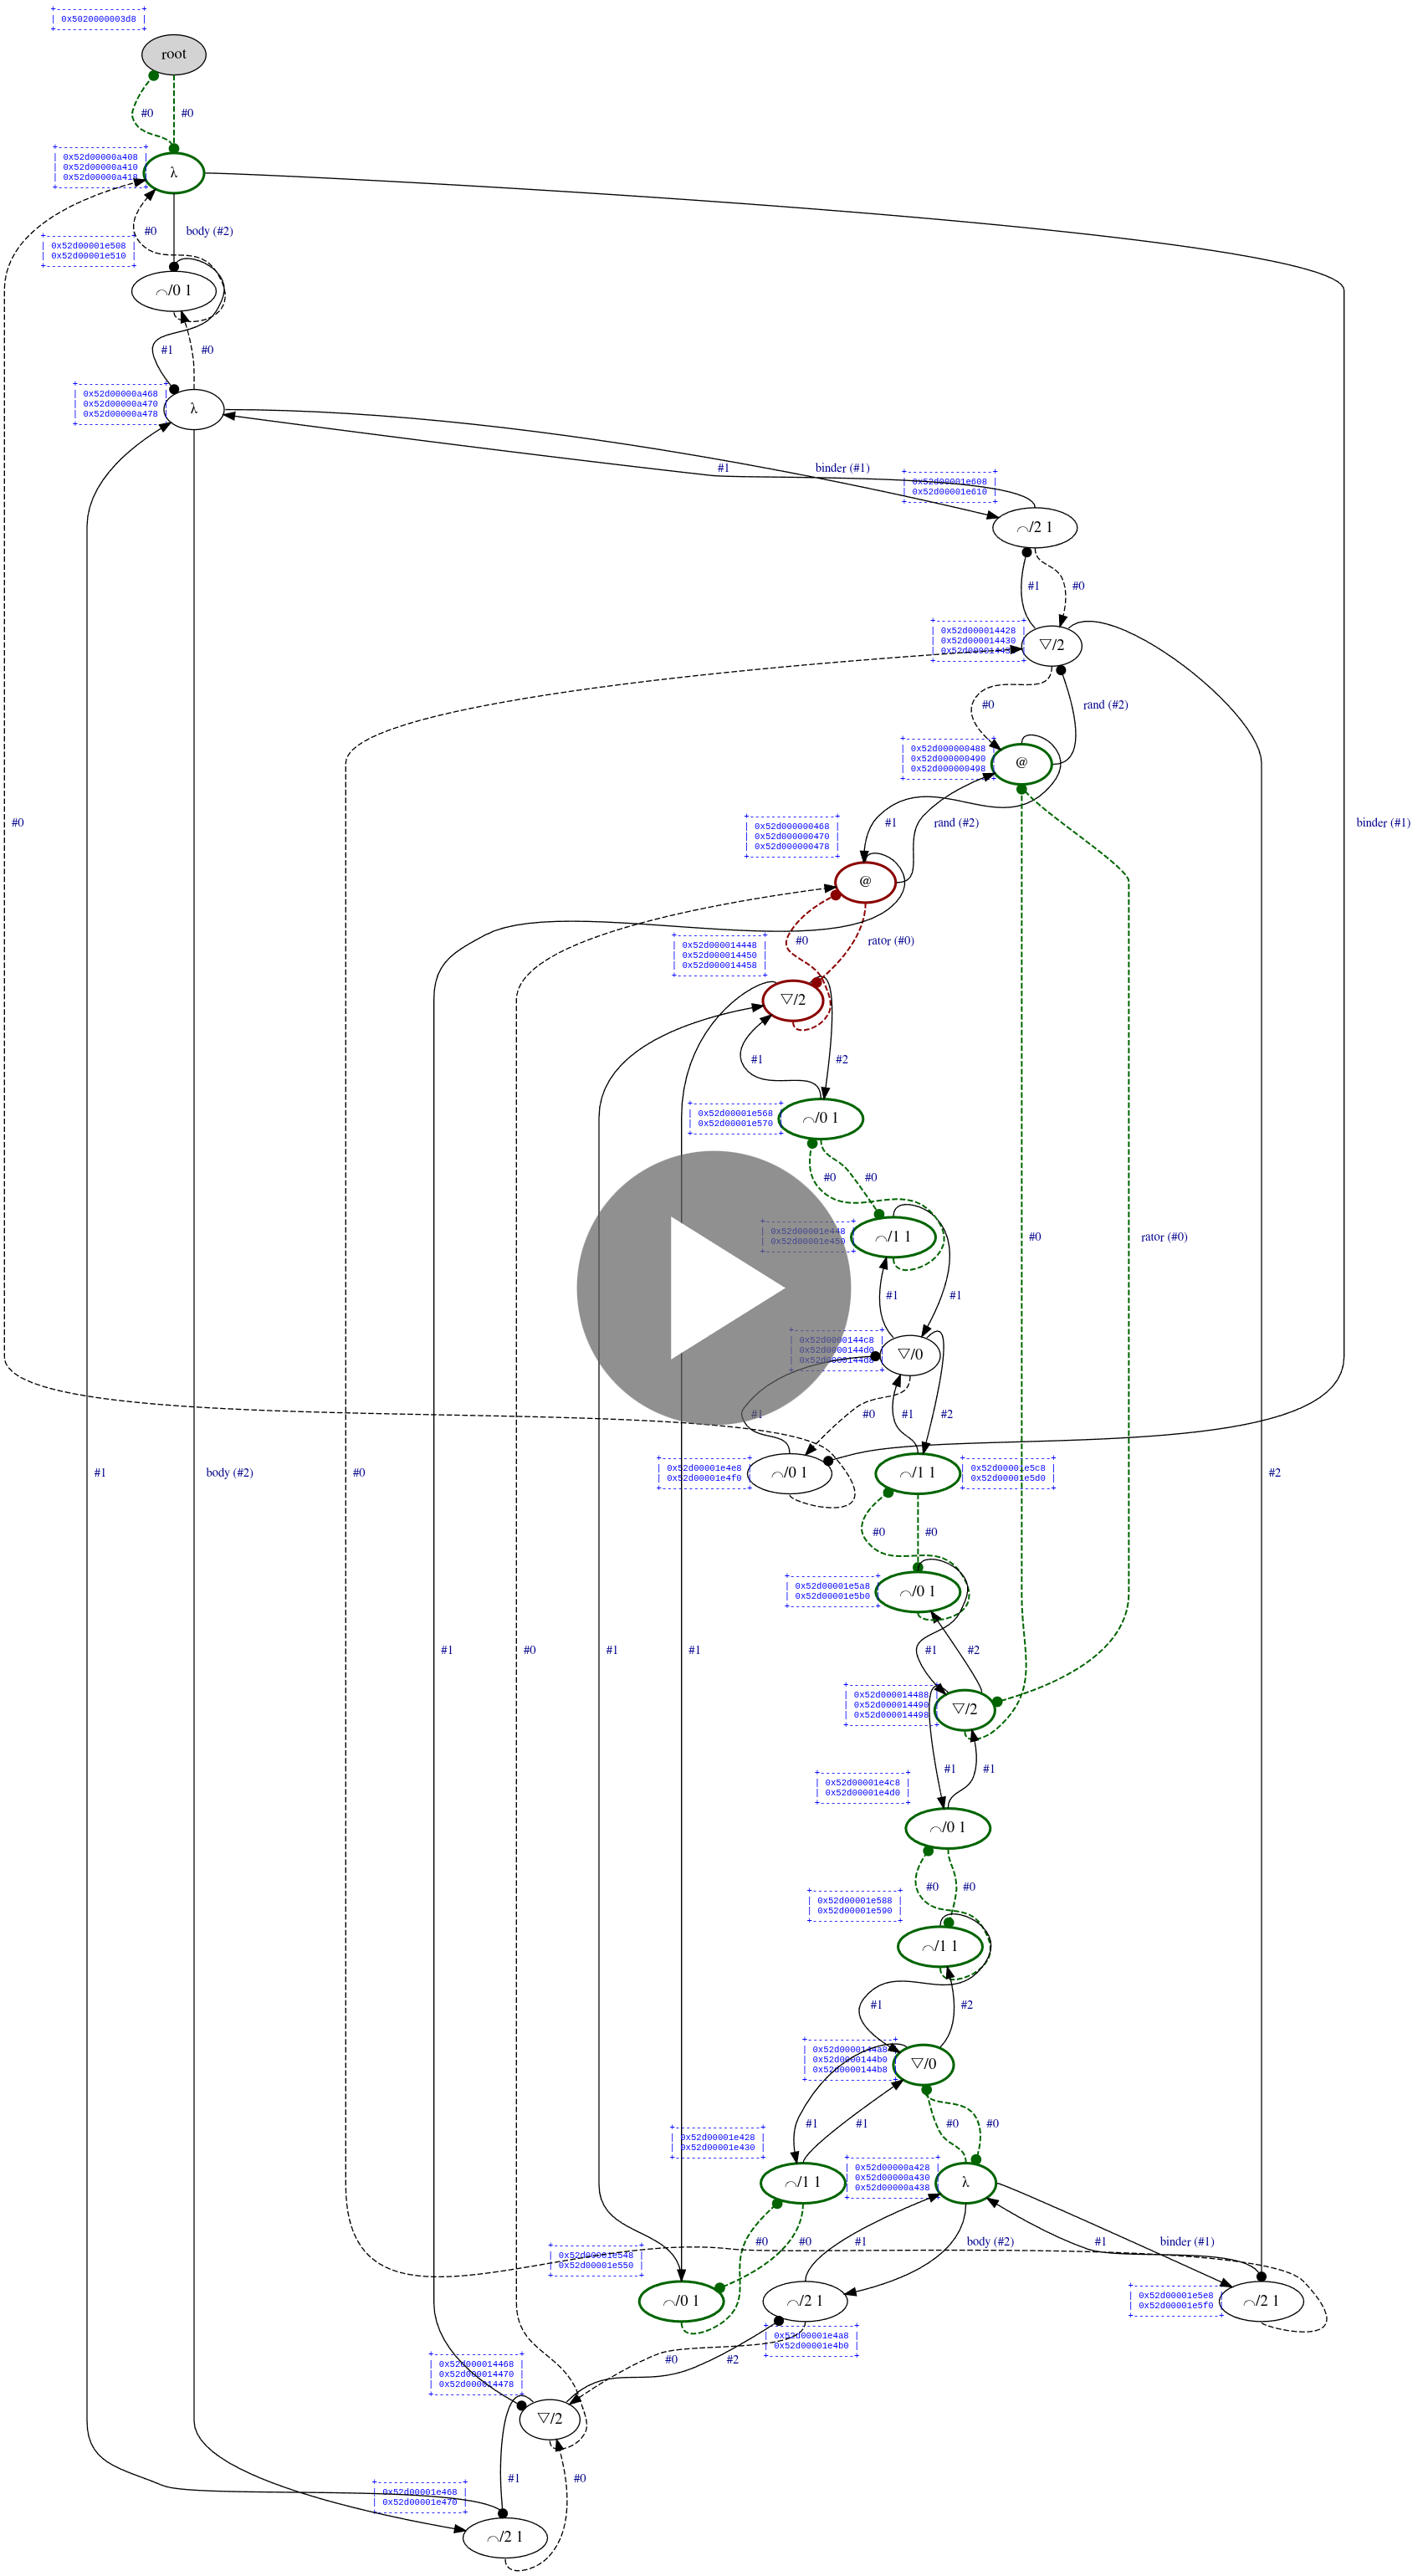 +----------------+
| 0x5020000003d8 |
+----------------+
root
#0
#0
+----------------+
| 0x52d00000a408 |
| 0x52d00000a410 |
| 0x52d00000a418 |
+----------------+
λ
#0
body (#2)
+----------------+
| 0x52d00001e508 |
| 0x52d00001e510 |
+----------------+
⌒/0 1
#1
#0
+----------------+
| 0x52d00000a468 |
| 0x52d00000a470 |
| 0x52d00000a478 |
+----------------+
λ
#1
binder (#1)
+----------------+
| 0x52d00001e608 |
| 0x52d00001e610 |
+----------------+
⌒/2 1
#1
#0
+----------------+
| 0x52d000014428 |
| 0x52d000014430 |
+----------------+
▽/2
#0
rand (#2)
+----------------+
| 0x52d000000488 |
| 0x52d000000490 |
| 0x52d000000498 |
+----------------+
@
#0
#1
rand (#2)
binder (#1)
+----------------+
| 0x52d000000468 |
| 0x52d000000470 |
| 0x52d000000478 |
+----------------+
@
#0
rator (#0)
+----------------+
| 0x52d000014448 |
| 0x52d000014450 |
| 0x52d000014458 |
+----------------+
▽/2
#1
#2
+----------------+
| 0x52d00001e568 |
| 0x52d00001e570 |
+----------------+
⌒/0 1
#0
#0
+----------------+
| 0x52d00001e448 |
| 0x52d00001e450 |
+----------------+
⌒/1 1
#0
rator (#0)
#1
#1
+----------------+
| 0x52d0000144c8 |
| 0x52d0000144d0 |
| 0x52d0000144d8 |
+----------------+
▽/0
#1
#0
#1
#2
+----------------+
| 0x52d00001e4e8 |
| 0x52d00001e4f0 |
+----------------+
⌒/0 1
⌒/1 1
+----------------+
| 0x52d00001e5c8 |
| 0x52d00001e5d0 |
+----------------+
#1
body (#2)
#0
#2
#0
#0
+----------------+
| 0x52d00001e5a8 |
| 0x52d00001e5b0 |
+----------------+
⌒/0 1
#1
#0
#1
#1
#1
#2
+----------------+
| 0x52d000014488 |
| 0x52d000014490 |
| 0x52d000014498 |
+----------------+
▽/2
#1
#1
+----------------+
| 0x52d00001e4c8 |
| 0x52d00001e4d0 |
+----------------+
⌒/0 1
#0
#0
+----------------+
| 0x52d00001e588 |
| 0x52d00001e590 |
+----------------+
⌒/1 1
#1
#2
+----------------+
| 0x52d0000144a8 |
| 0x52d0000144b0 |
| 0x52d0000144b8 |
+----------------+
▽/0
#1
#1
#0
#0
+----------------+
| 0x52d00001e428 |
| 0x52d00001e430 |
+----------------+
⌒/1 1
+----------------+
| 0x52d00000a428 |
| 0x52d00000a430 |
| 0x52d00000a438 |
+----------------+
λ
#0
#0
#1
body (#2)
#1
binder (#1)
+----------------+
| 0x52d00001e548 |
| 0x52d00001e550 |
+----------------+
⌒/0 1
⌒/2 1
+----------------+
| 0x52d00001e4a8 |
| 0x52d00001e4b0 |
+----------------+
+----------------+
| 0x52d00001e5e8 |
| 0x52d00001e5f0 |
+----------------+
⌒/2 1
#0
#2
+----------------+
| 0x52d000014468 |
| 0x52d000014470 |
| 0x52d000014478 |
+----------------+
▽/2
#1
#0
+----------------+
| 0x52d00001e468 |
| 0x52d00001e470 |
+----------------+
⌒/2 1